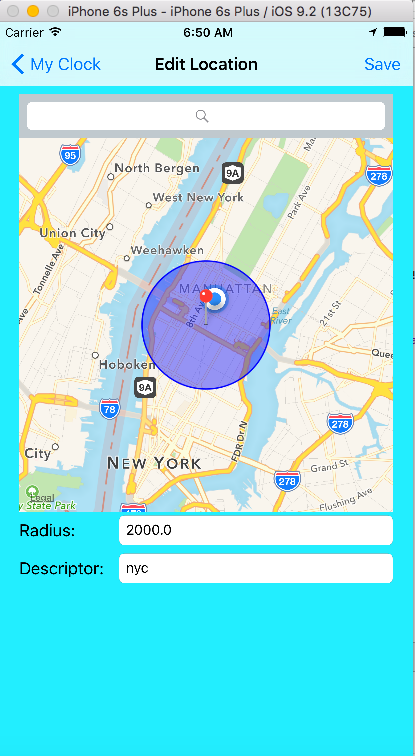 iPhone 6s Plus - iPhone 6s Plus / iOS 9.2 (13C75)
Carrier 6:50 AM
My Clock Edit Location Save
95
North Bergen
9A
278
West New York
Park Ave
Union City
Weehawken
Tonnelle Ave
MANHATTAN
8th Ave
East River
21st St
Hoboken
Quee
9A
78
278
FDR Dr N
City
NEW YORK
Grand St
278
Legal
y State Park
Flushing Ave
Radius: 2000.0
Descriptor: nyc